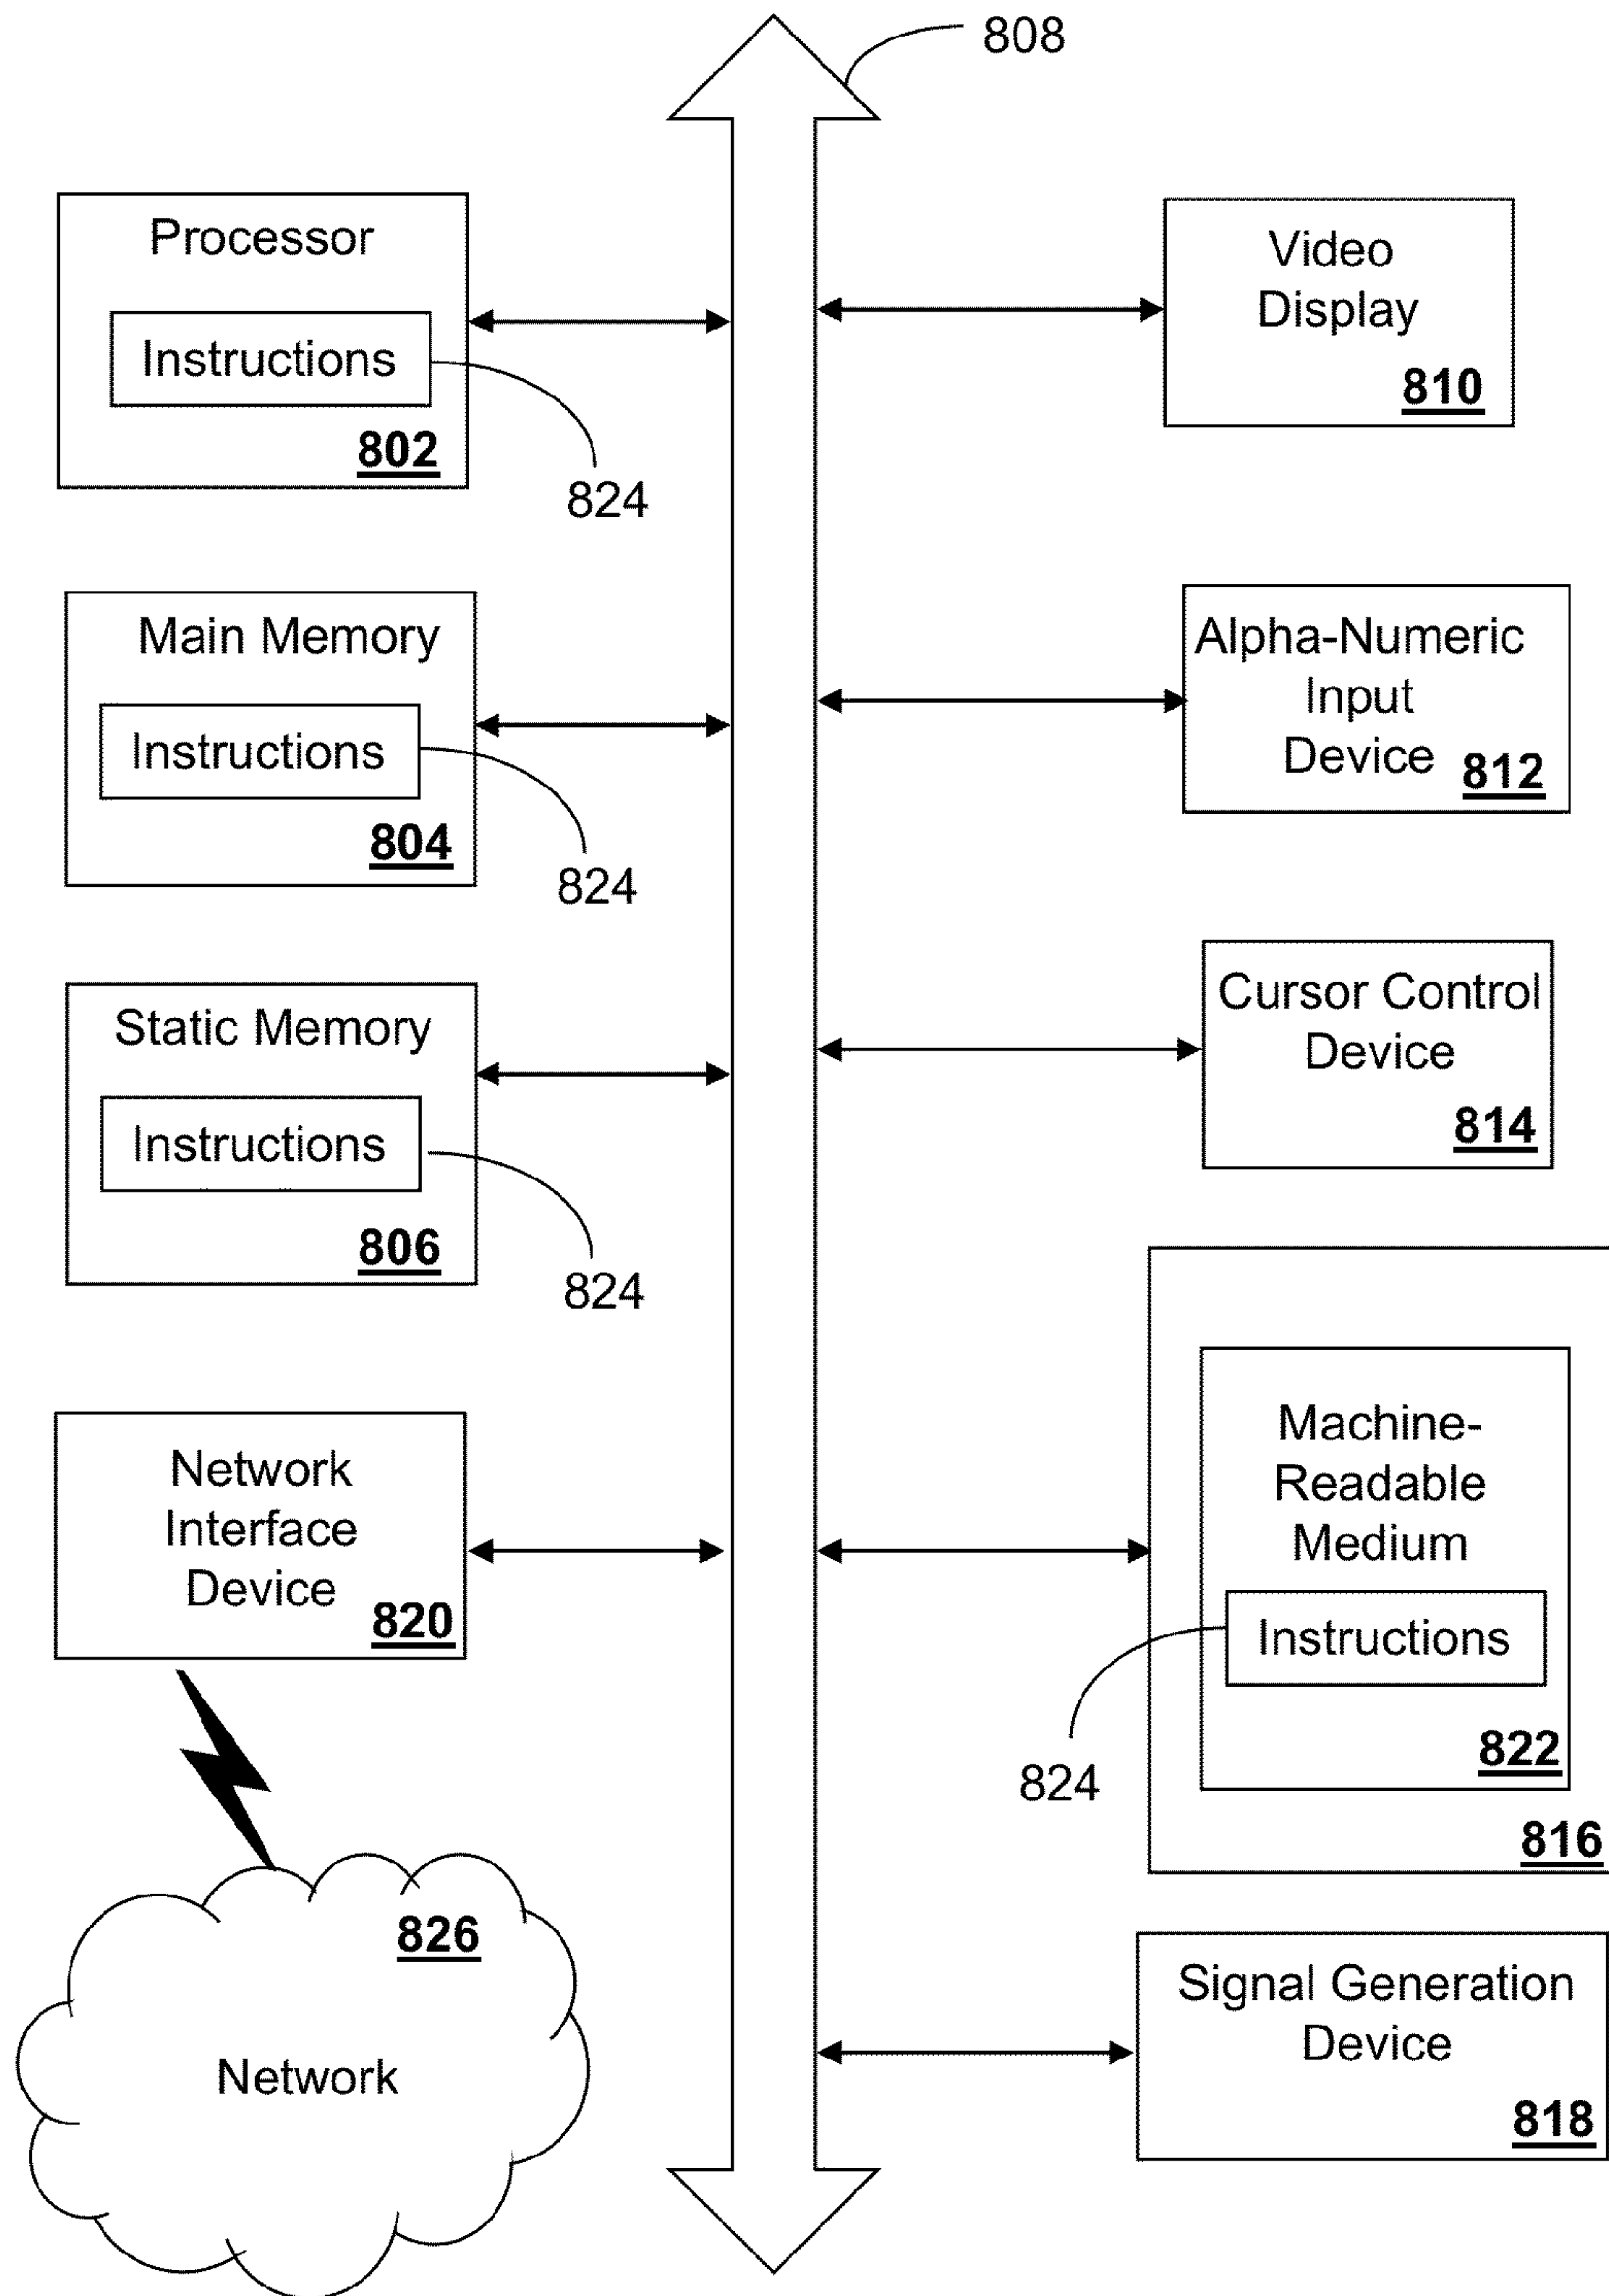 808
Processor
Instructions
802
824
Main Memory
Instructions
804
824
Static Memory
Instructions
806
824
Network
Interface
Device
820
826
Network
Video
Display
810
Alpha-Numeric
Input
Device
812
Cursor Control
Device
814
Machine-
Readable
Medium
Instructions
822
824
816
Signal Generation
Device
818